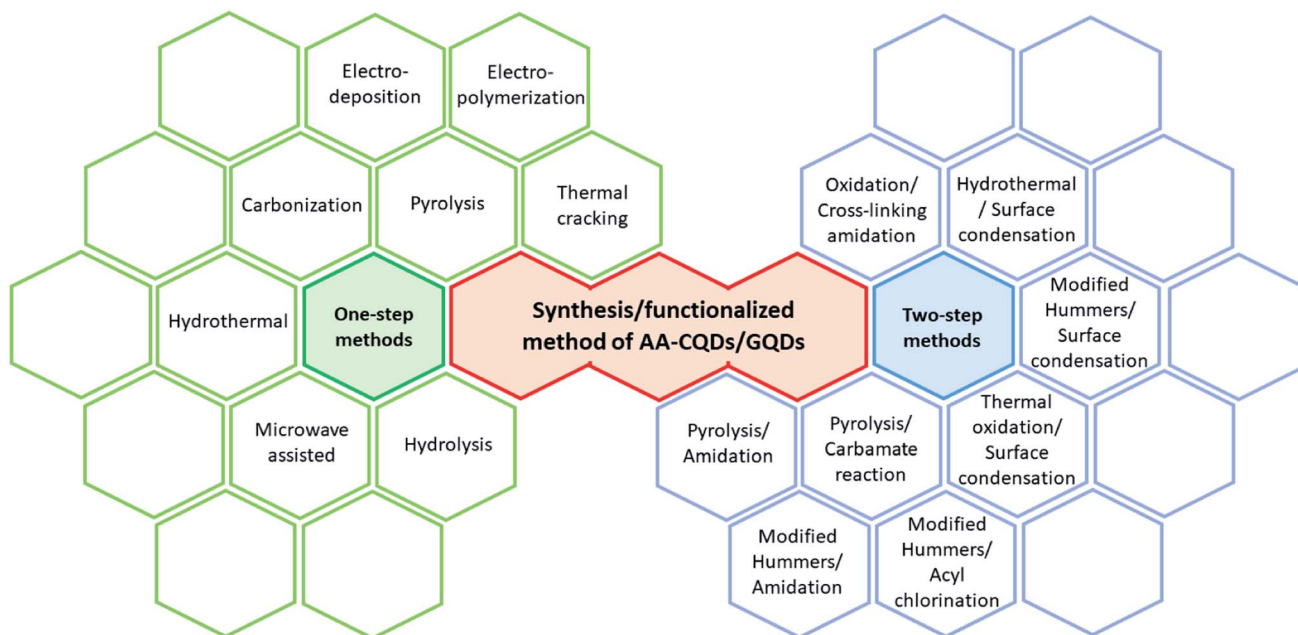 Electro-
deposition
Electro-
polymerization
Carbonization
Pyrolysis
Thermal
cracking
Hydrothermal
One-step
methods
Microwave
assisted
Hydrolysis
Synthesis/functionalized
method of AA-CQDs/GQDs
Oxidation/
Cross-linking
amidation
Hydrothermal
/ Surface
condensation
Two-step
methods
Modified
Hummers/
Surface
condensation
Pyrolysis/
Amidation
Pyrolysis/
Carbamate
reaction
Thermal
oxidation/
Surface
condensation
Modified
Hummers/
Amidation
Modified
Hummers/
Acyl
chlorination